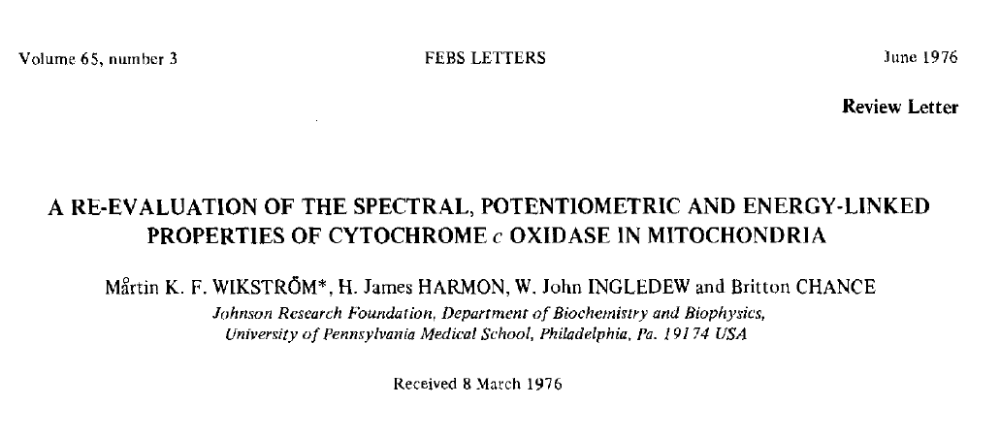 Volume 65, number 3 FEBS LETTERS June 1976
Review Letter
A RE-EVALUATION OF THE SPECTRAL, POTENTIOMETRIC AND ENERGY-LINKED
PROPERTIES OF CYTOCHROME c OXIDASE IN MITOCHONDRIA
Mårtin K. F. WIKSTRÖM*, H. James HARMON, W. John INGLEDEW and Britton CHANCE
Johnson Research Foundation, Department of Biochemistry and Biophysics,
University of Pennsylvania Medical School, Philadelphia, Pa. 19174 USA
Received 8 March 1976